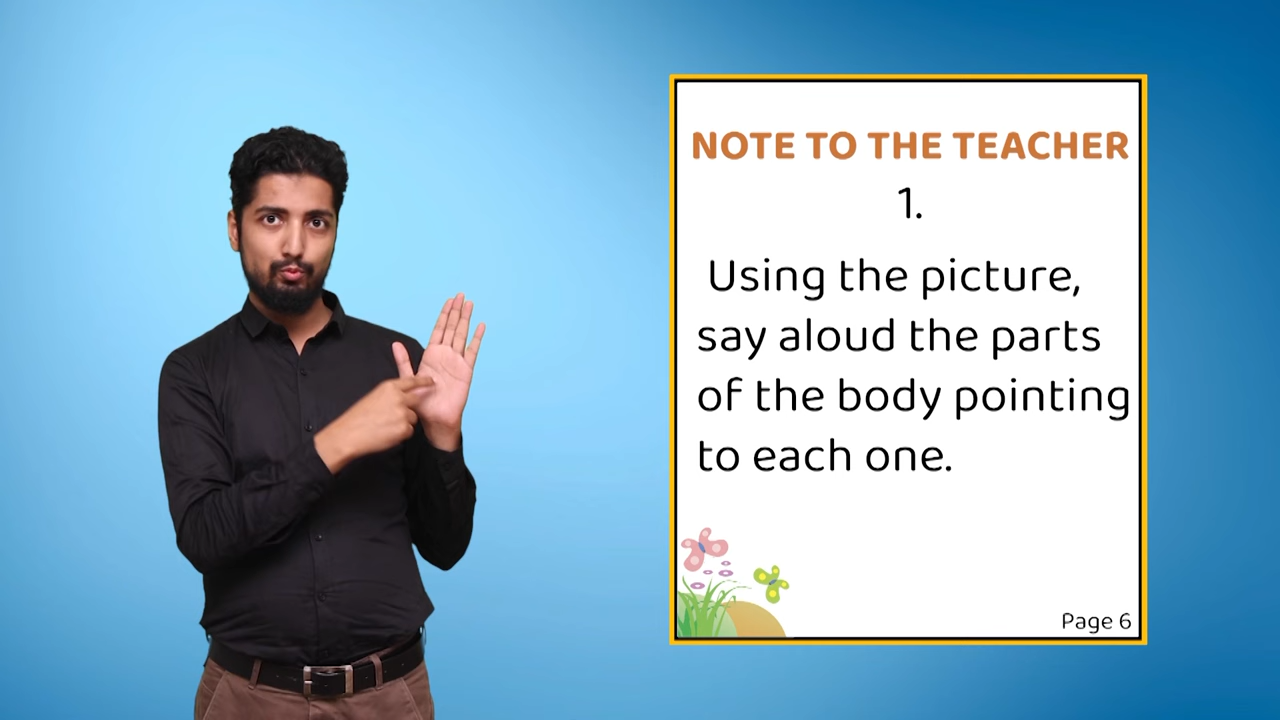 NOTE TO THE TEACHER
1.
Using the picture,
say aloud the parts
of the body pointing
to each one.
Page 6